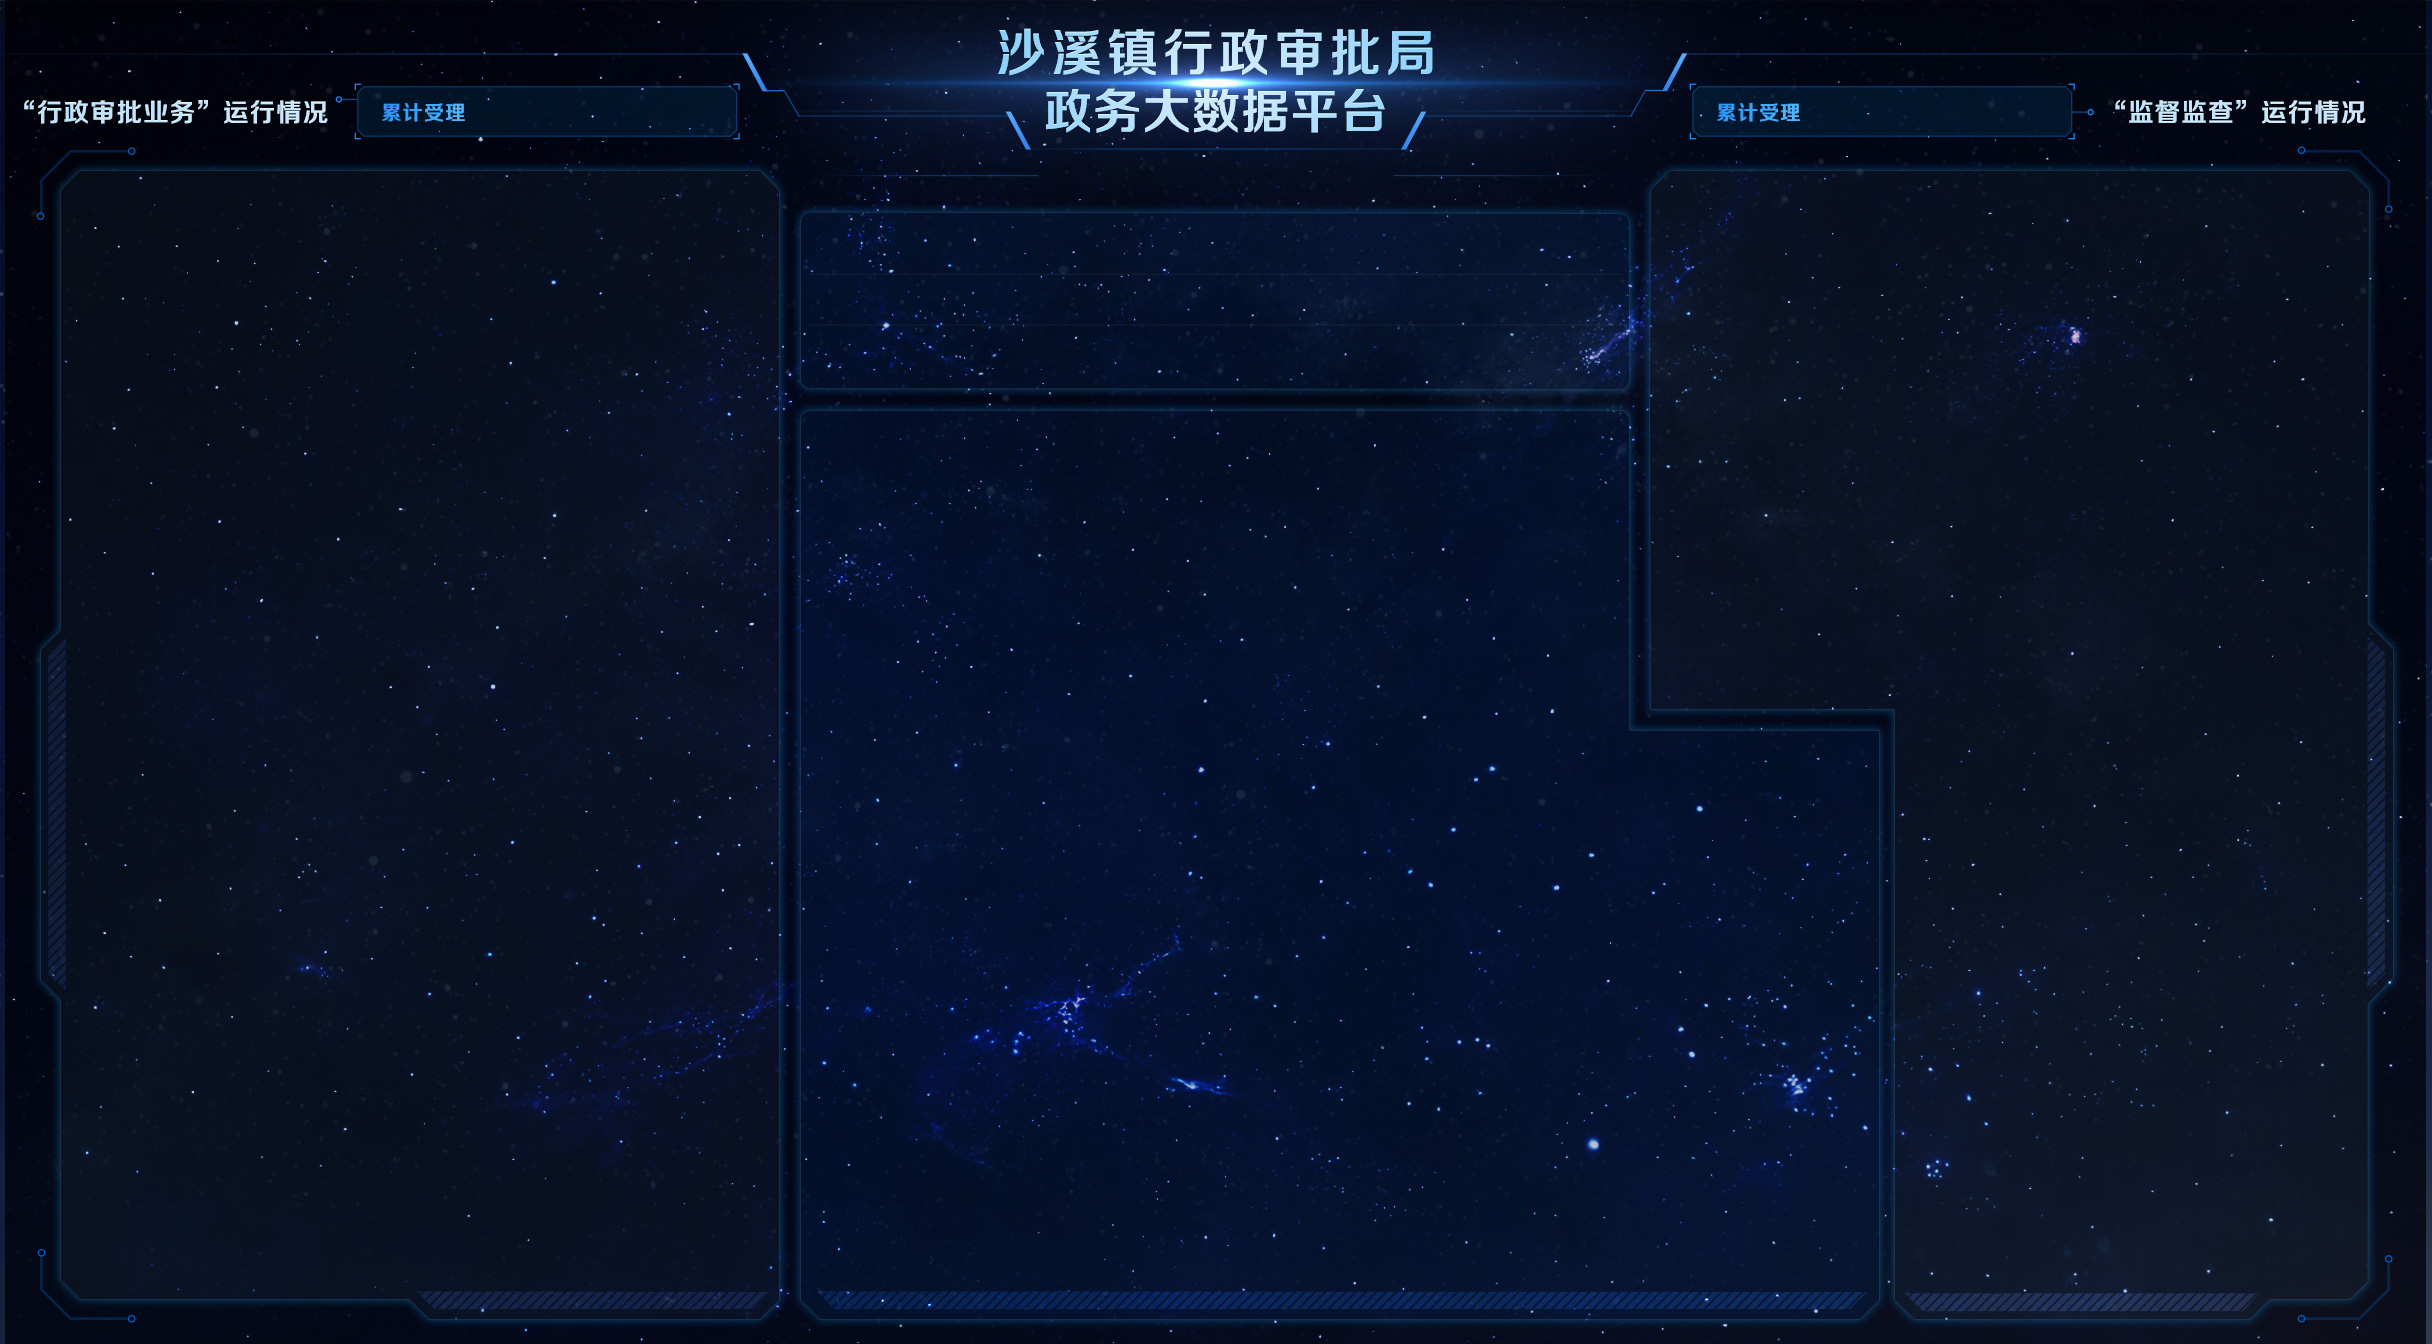 沙溪镇行政审批局
政务大数据平台
“行政审批业务”运行情况
累计受理
累计受理
“监督监查”运行情况